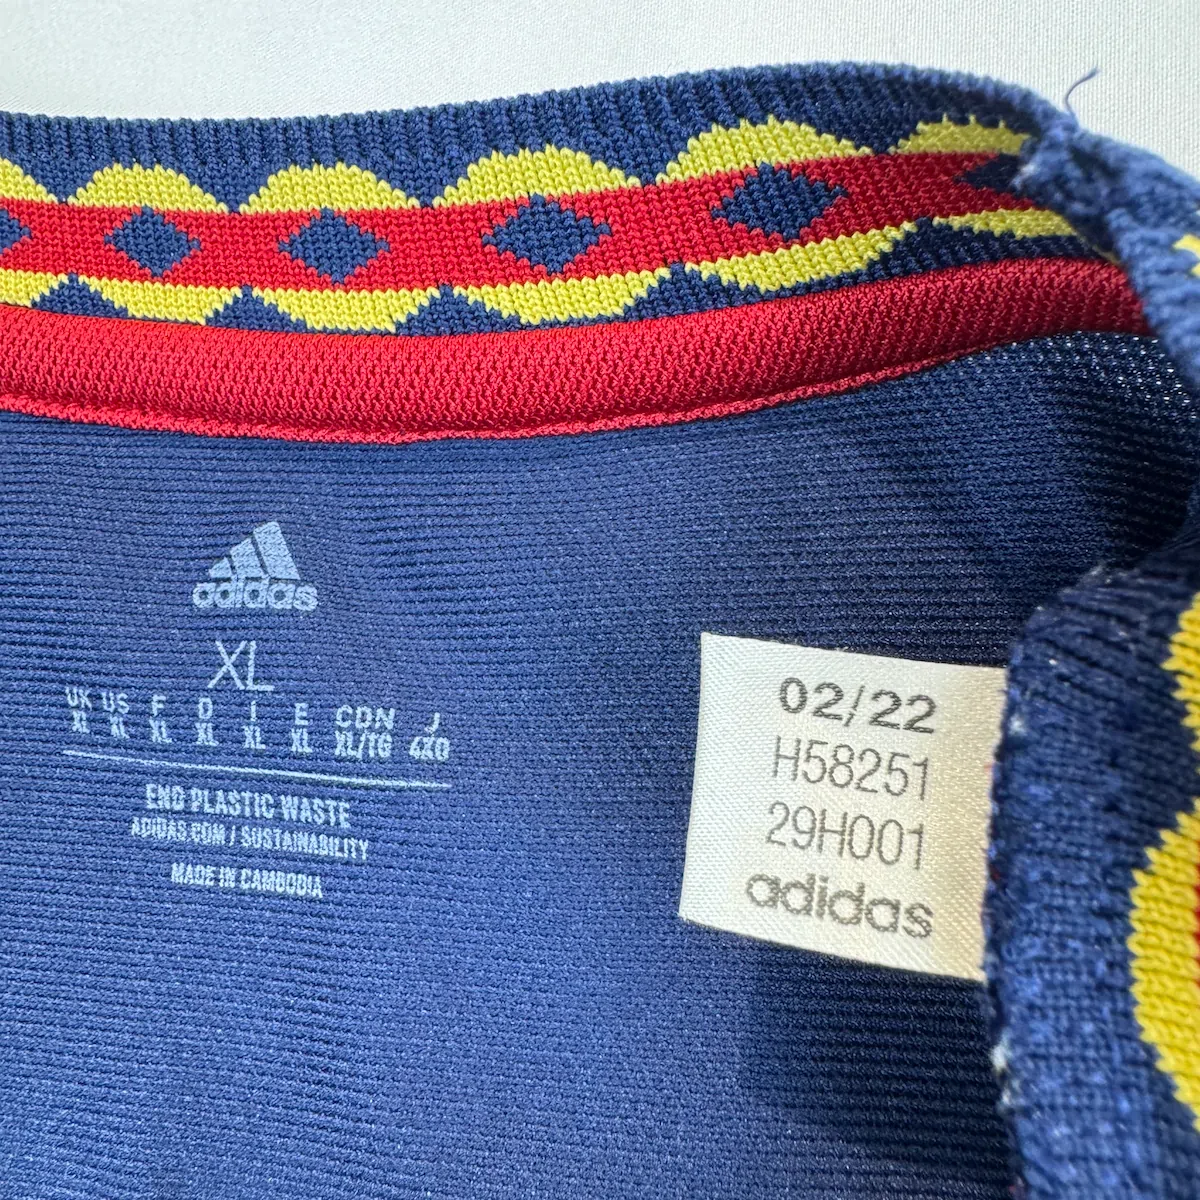 adidas
XL
UK US F D I E CDN J
XL XL XL XL XL XL XL/TG 4XO
END PLASTIC WASTE
ADIDAS.COM / SUSTAINABILITY
MADE IN CAMBODIA
02/22
H58251
29H001
adidas